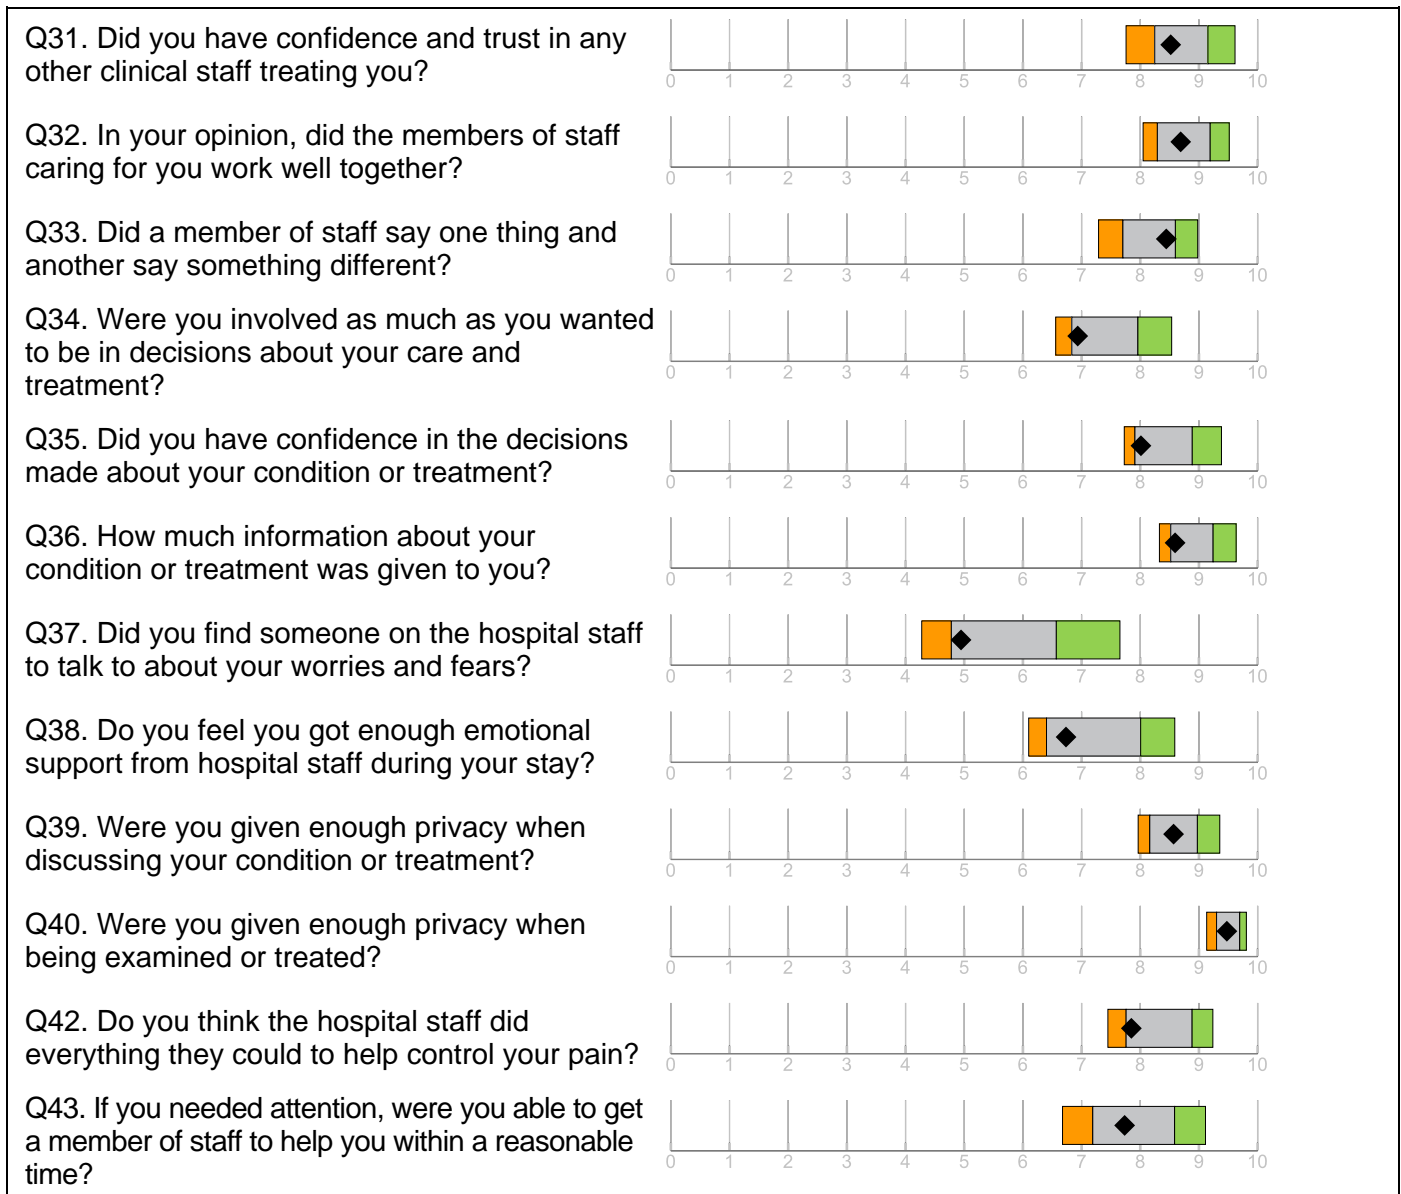 Q31. Did you have confidence and trust in any
other clinical staff treating you?
0 1 2 3 4 5 6 7 8 9 10
Q32. In your opinion, did the members of staff
caring for you work well together?
0 1 2 3 4 5 6 7 8 9 10
Q33. Did a member of staff say one thing and
another say something different?
0 1 2 3 4 5 6 7 8 9 10
Q34. Were you involved as much as you wanted
to be in decisions about your care and
treatment?
0 1 2 3 4 5 6 7 8 9 10
Q35. Did you have confidence in the decisions
made about your condition or treatment?
0 1 2 3 4 5 6 7 8 9 10
Q36. How much information about your
condition or treatment was given to you?
0 1 2 3 4 5 6 7 8 9 10
Q37. Did you find someone on the hospital staff
to talk to about your worries and fears?
0 1 2 3 4 5 6 7 8 9 10
Q38. Do you feel you got enough emotional
support from hospital staff during your stay?
0 1 2 3 4 5 6 7 8 9 10
Q39. Were you given enough privacy when
discussing your condition or treatment?
0 1 2 3 4 5 6 7 8 9 10
Q40. Were you given enough privacy when
being examined or treated?
0 1 2 3 4 5 6 7 8 9 10
Q42. Do you think the hospital staff did
everything they could to help control your pain?
0 1 2 3 4 5 6 7 8 9 10
Q43. If you needed attention, were you able to get
a member of staff to help you within a reasonable
time?
0 1 2 3 4 5 6 7 8 9 10